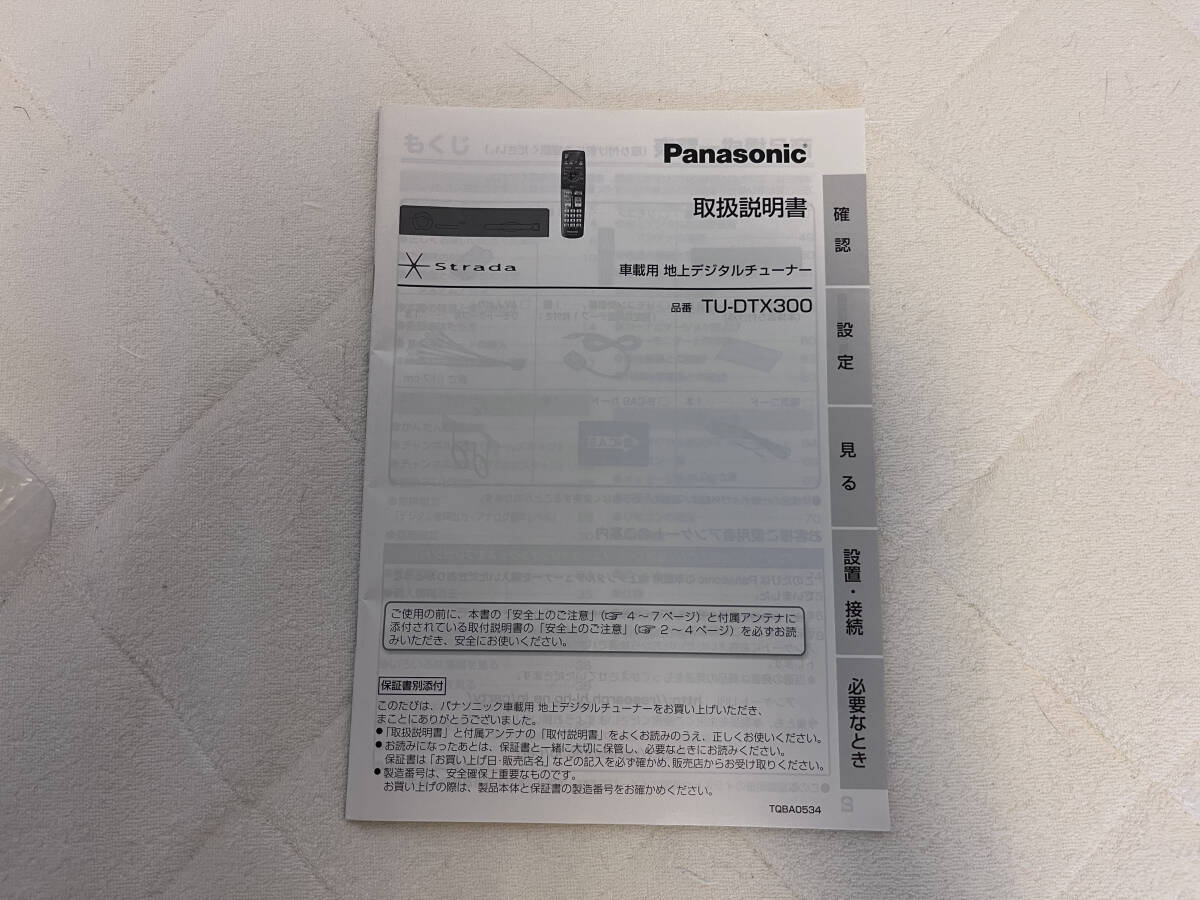 Panasonic
取扱説明書
Strada
車載用 地上デジタルチューナー
品番 TU-DTX300
確認
設定
見る
設置・接続
必要なとき
ご使用の前に、本書の「安全上のご注意」(☞ 4～7ページ)と付属アンテナに
添付されている取付説明書の「安全上のご注意」(☞ 2～4ページ)を必ずお読
みいただき、安全にお使いください。
保証書別添付
このたびは、パナソニック車載用 地上デジタルチューナーをお買い上げいただき、
まことにありがとうございました。
●「取扱説明書」と付属アンテナの「取付説明書」をよくお読みのうえ、正しくお使いください。
●お読みになったあとは、保証書と一緒に大切に保管し、必要なときにお読みください。
保証書は「お買い上げ日・販売店名」などの記入を必ず確かめ、販売店からお受け取りください。
●製造番号は、安全確保上重要なものです。
お買い上げの際は、製品本体と保証書の製造番号をお確かめください。
TQBA0534